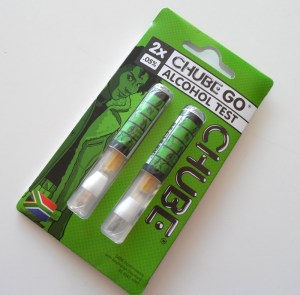 2x
.05%
CHUBE GO
ALCOHOL TEST
CHUBE